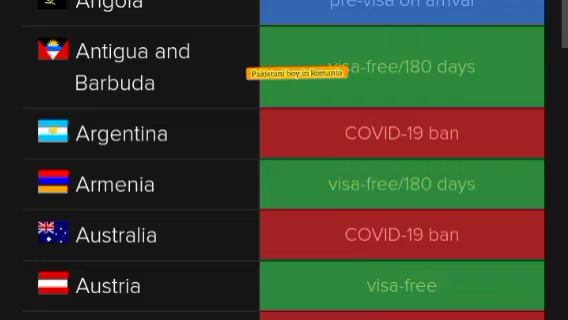 Angola pre-visa on arrival
Antigua and
Barbuda
visa-free/180 days
Pakistani boy in Romania
Argentina COVID-19 ban
Armenia visa-free/180 days
Australia COVID-19 ban
Austria visa-free